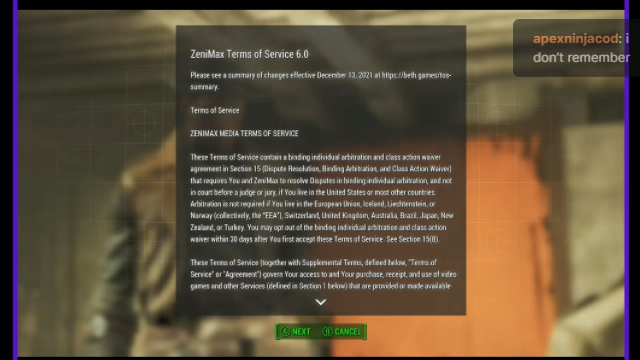 ZeniMax Terms of Service 6.0
Please see a summary of changes effective December 13, 2021 at https://beth.games/tos-
summary.
Terms of Service
ZENIMAX MEDIA TERMS OF SERVICE
These Terms of Service contain a binding individual arbitration and class action waiver
agreement in Section 15 (Dispute Resolution, Binding Arbitration, and Class Action Waiver)
that requires You and ZeniMax to resolve Disputes in binding individual arbitration, and not
in court before a judge or jury, if You live in the United States or most other countries.
Arbitration is not required if You live in the European Union, Iceland, Liechtenstein, or
Norway (collectively, the "EEA"), Switzerland, United Kingdom, Australia, Brazil, Japan, New
Zealand, or Turkey. You may opt out of the binding individual arbitration and class action
waiver within 30 days after You first accept these Terms of Service. See Section 15(B).
These Terms of Service (together with Supplemental Terms, defined below, "Terms of
Service" or "Agreement") govern Your access to and Your purchase, receipt, and use of video
games and other Services (defined in Section 1 below) that are provided or made available
A NEXT B CANCEL
apexninjacod: i
don't remember